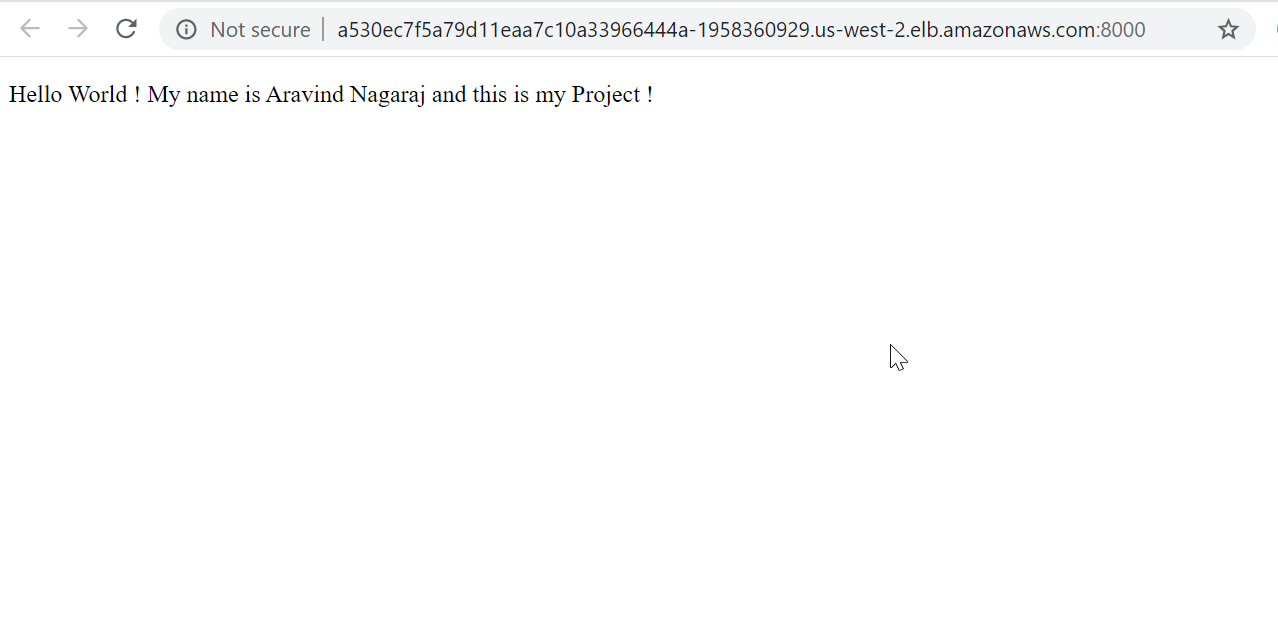 Not secure | a530ec7f5a79d11eaa7c10a33966444a-1958360929.us-west-2.elb.amazonaws.com:8000
Hello World ! My name is Aravind Nagaraj and this is my Project !